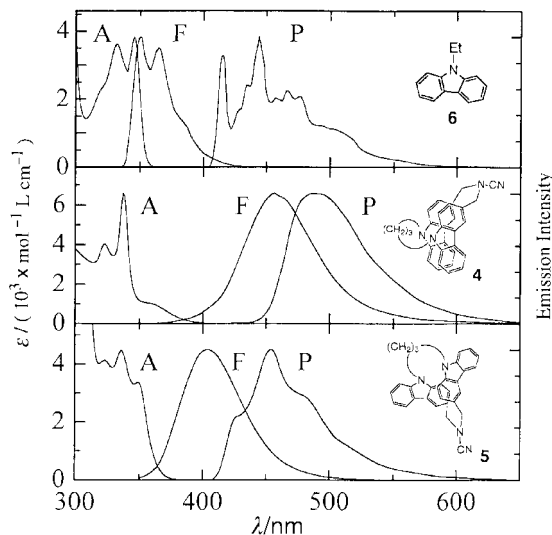 6
A F P
Et
N
6
4
2
0
A F P
N-CN
(CH₂)₃
N
N
4
6
4
2
0
A F P
(CH₂)₃
N
N
N
CN
5
4
2
0
300 400 500 600
λ/nm
ε / ( 10³ x mol⁻¹ L cm⁻¹ )
Emission Intensity